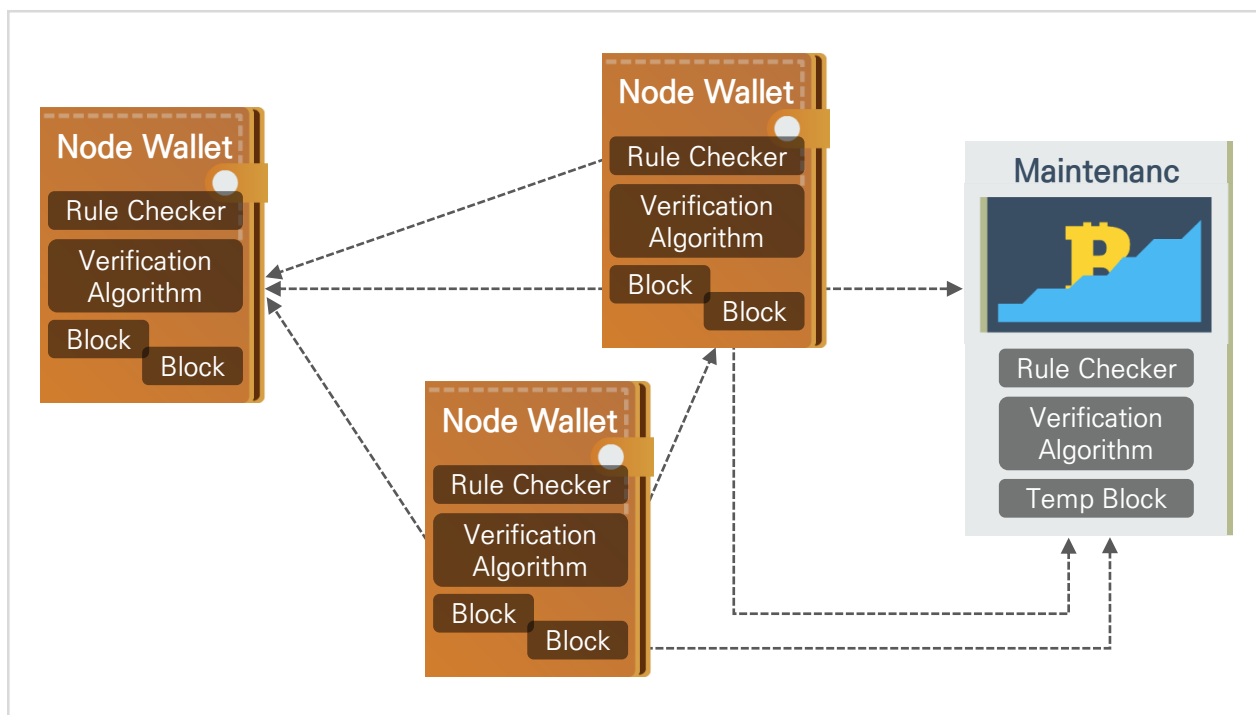 Node Wallet
Rule Checker
Verification
Algorithm
Block
Block
Node Wallet
Rule Checker
Verification
Algorithm
Block
Block
Node Wallet
Rule Checker
Verification
Algorithm
Block
Block
Maintenanc
Rule Checker
Verification
Algorithm
Temp Block